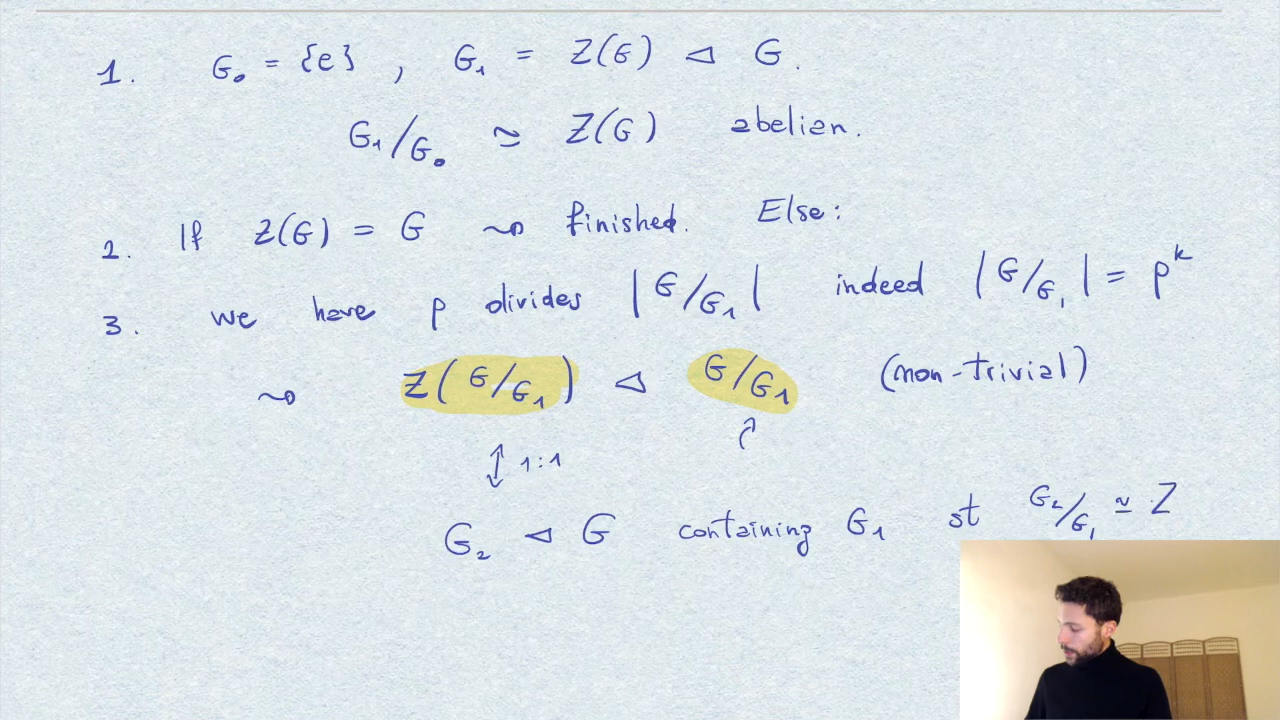 1. G₀ = {e} , G₁ = Z(G) ◁ G.
G₁/G₀ ≃ Z(G) abelian.
2. If Z(G) = G ⇝ finished. Else:
3. we have p divides |G/G₁| indeed |G/G₁| = pᵏ
⇝ Z(G/G₁) ◁ G/G₁ (non-trivial)
↕ 1:1
G₂ ◁ G containing G₁ st G₂/G₁ ≃ Z